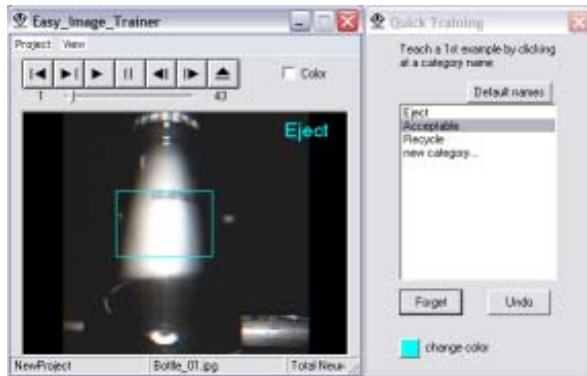 Easy_Image_Trainer
Project View
Color
1 43
Eject
NewProject Bottle_01.jpg Total Neu
Quick Training
Teach a 1st example by clicking
at a category name
Default names
Eject
Acceptable
Recycle
new category...
Forget Undo
change color